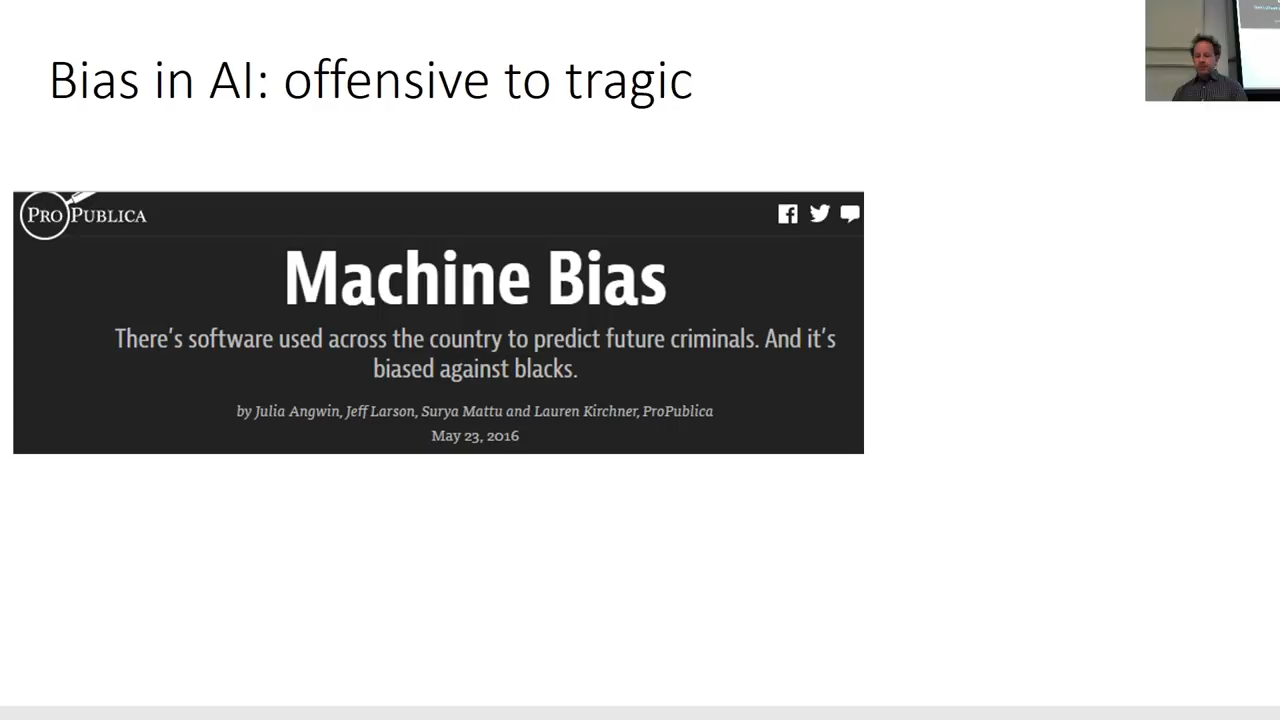 Bias in AI: offensive to tragic
PROPUBLICA
Machine Bias
There's software used across the country to predict future criminals. And it's
biased against blacks.
by Julia Angwin, Jeff Larson, Surya Mattu and Lauren Kirchner, ProPublica
May 23, 2016